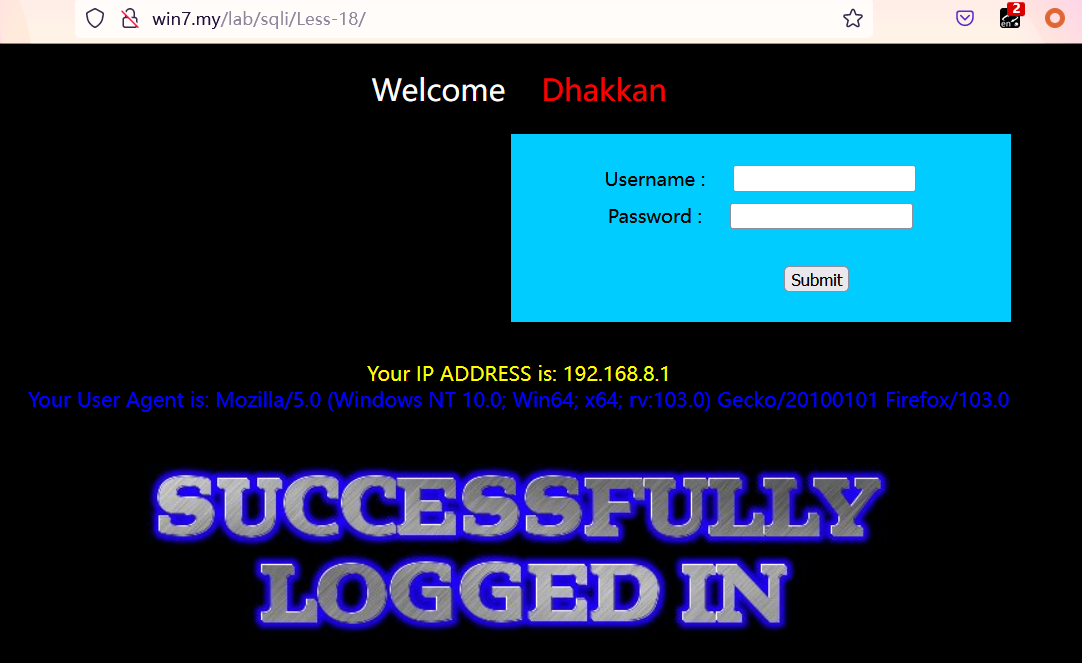 win7.my/lab/sqli/Less-18/
2
en
Welcome Dhakkan
Username :
Password :
Submit
Your IP ADDRESS is: 192.168.8.1
Your User Agent is: Mozilla/5.0 (Windows NT 10.0; Win64; x64; rv:103.0) Gecko/20100101 Firefox/103.0
SUCCESSFULLY
LOGGED IN